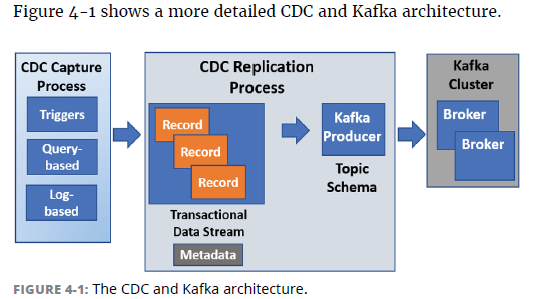 Figure 4-1 shows a more detailed CDC and Kafka architecture.
CDC Capture
Process
Triggers
Query-
based
Log-
based
CDC Replication
Process
Record
Record
Record
Transactional
Data Stream
Metadata
Kafka
Producer
Topic
Schema
Kafka
Cluster
Broker
Broker
FIGURE 4-1: The CDC and Kafka architecture.